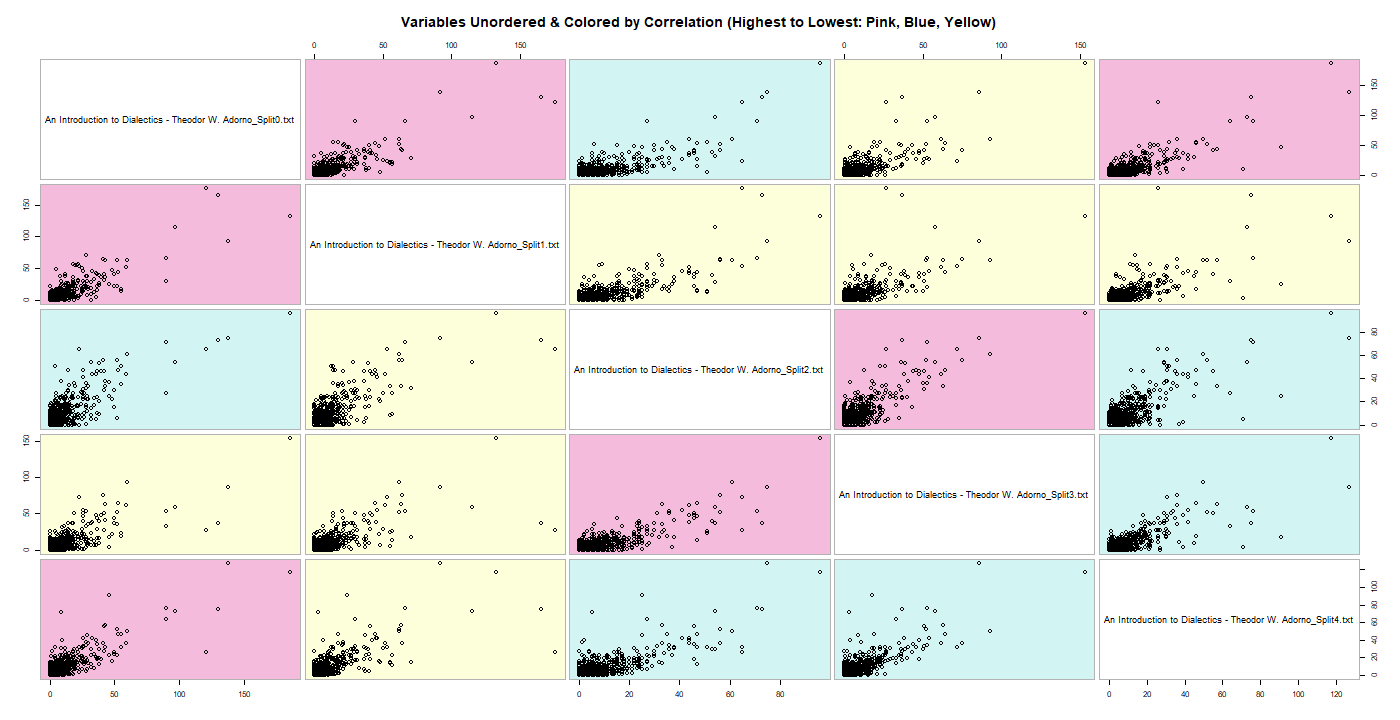 Variables Unordered & Colored by Correlation (Highest to Lowest: Pink, Blue, Yellow)
0 50 100 150 0 50 100 150
An Introduction to Dialectics - Theodor W. Adorno_Split0.txt
0 50 100 150
0 50 100 150
An Introduction to Dialectics - Theodor W. Adorno_Split1.txt
An Introduction to Dialectics - Theodor W. Adorno_Split2.txt
0 20 40 60 80
0 50 100 150
An Introduction to Dialectics - Theodor W. Adorno_Split3.txt
An Introduction to Dialectics - Theodor W. Adorno_Split4.txt
0 20 40 60 80 100
0 50 100 150 0 20 40 60 80 0 20 40 60 80 100 120